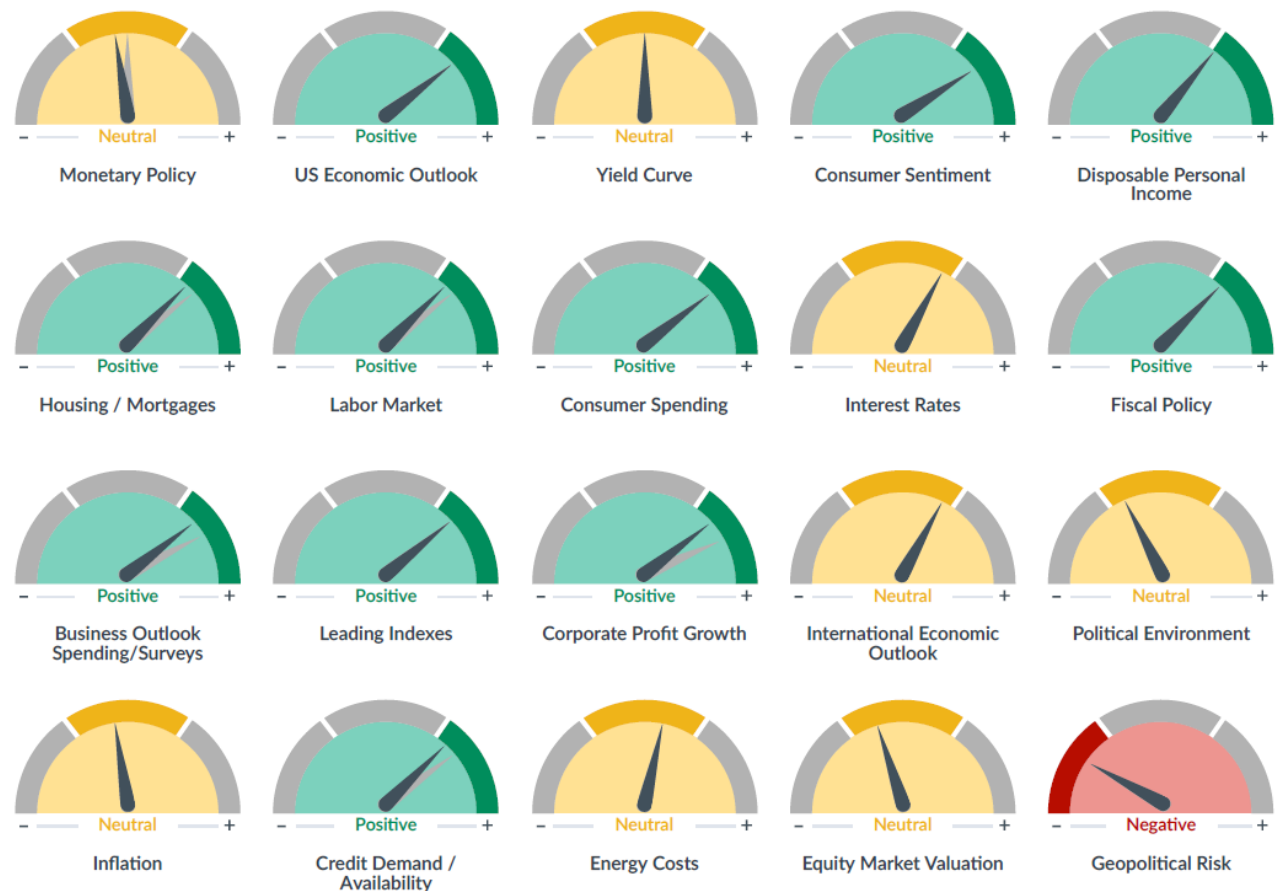 - Neutral +
Monetary Policy
- Positive +
US Economic Outlook
- Neutral +
Yield Curve
- Positive +
Consumer Sentiment
- Positive +
Disposable Personal
Income
- Positive +
Housing / Mortgages
- Positive +
Labor Market
- Positive +
Consumer Spending
- Neutral +
Interest Rates
- Positive +
Fiscal Policy
- Positive +
Business Outlook
Spending/Surveys
- Positive +
Leading Indexes
- Positive +
Corporate Profit Growth
- Neutral +
International Economic
Outlook
- Neutral +
Political Environment
- Neutral +
Inflation
- Positive +
Credit Demand /
Availability
- Neutral +
Energy Costs
- Neutral +
Equity Market Valuation
- Negative +
Geopolitical Risk